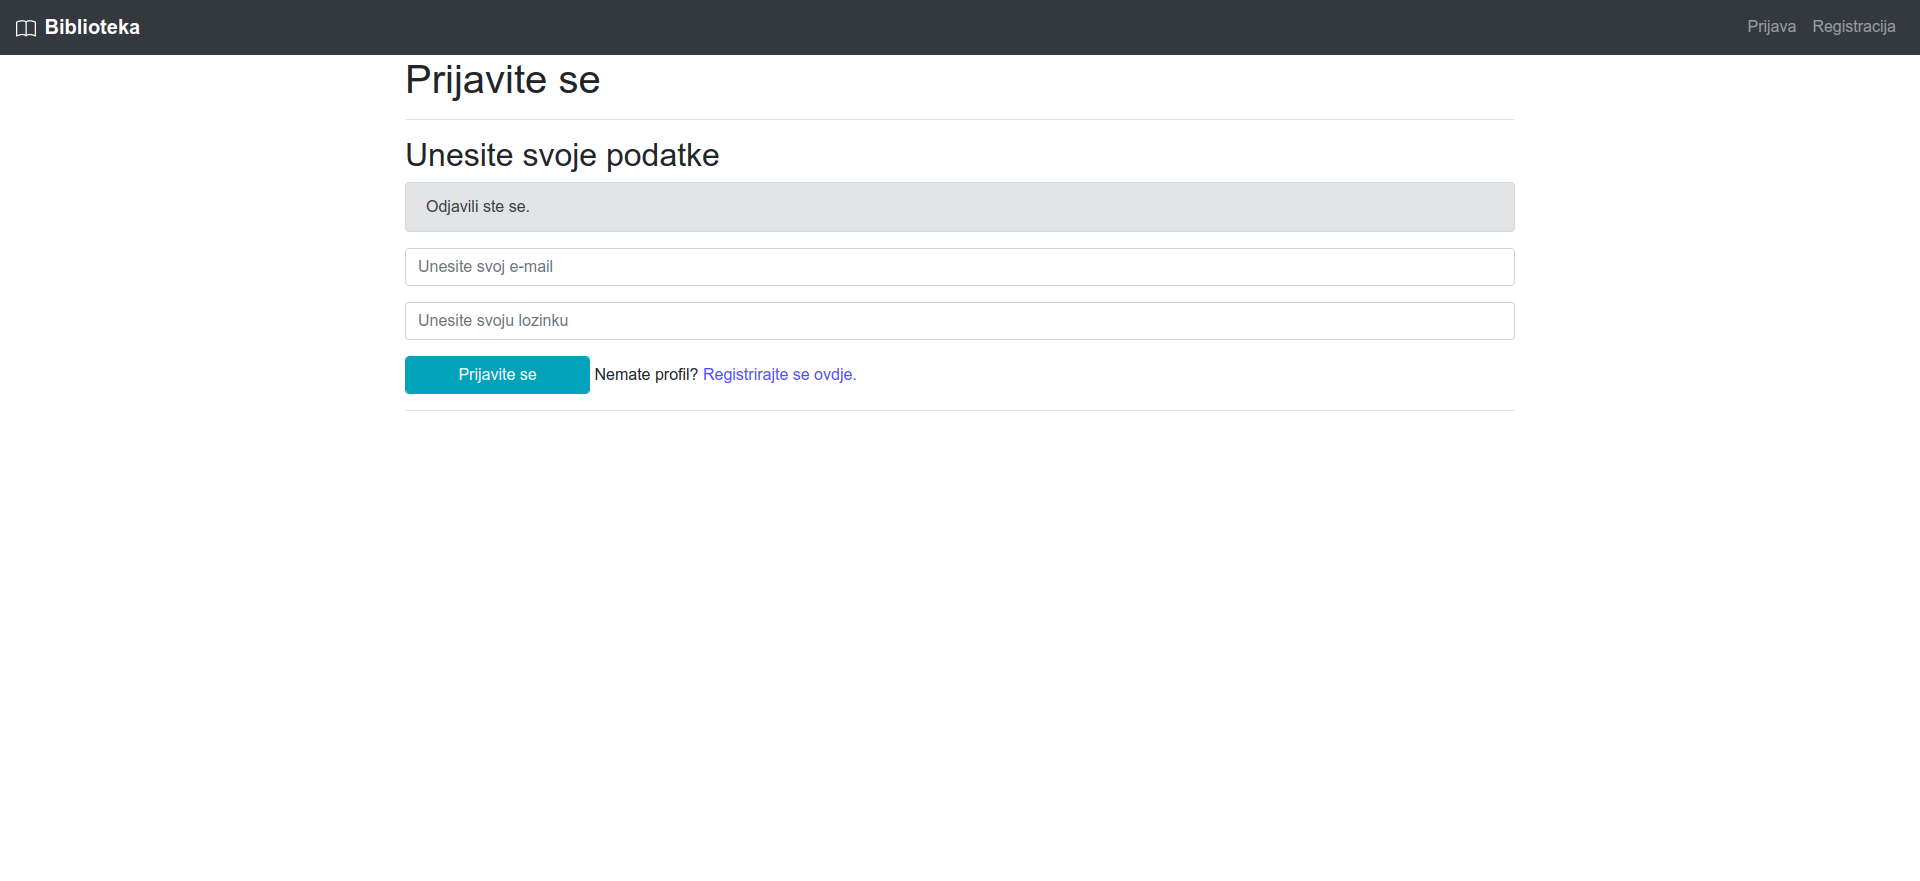 Biblioteka
Prijava Registracija
Prijavite se
Unesite svoje podatke
Odjavili ste se.
Unesite svoj e-mail
Unesite svoju lozinku
Prijavite se Nemate profil? Registrirajte se ovdje.